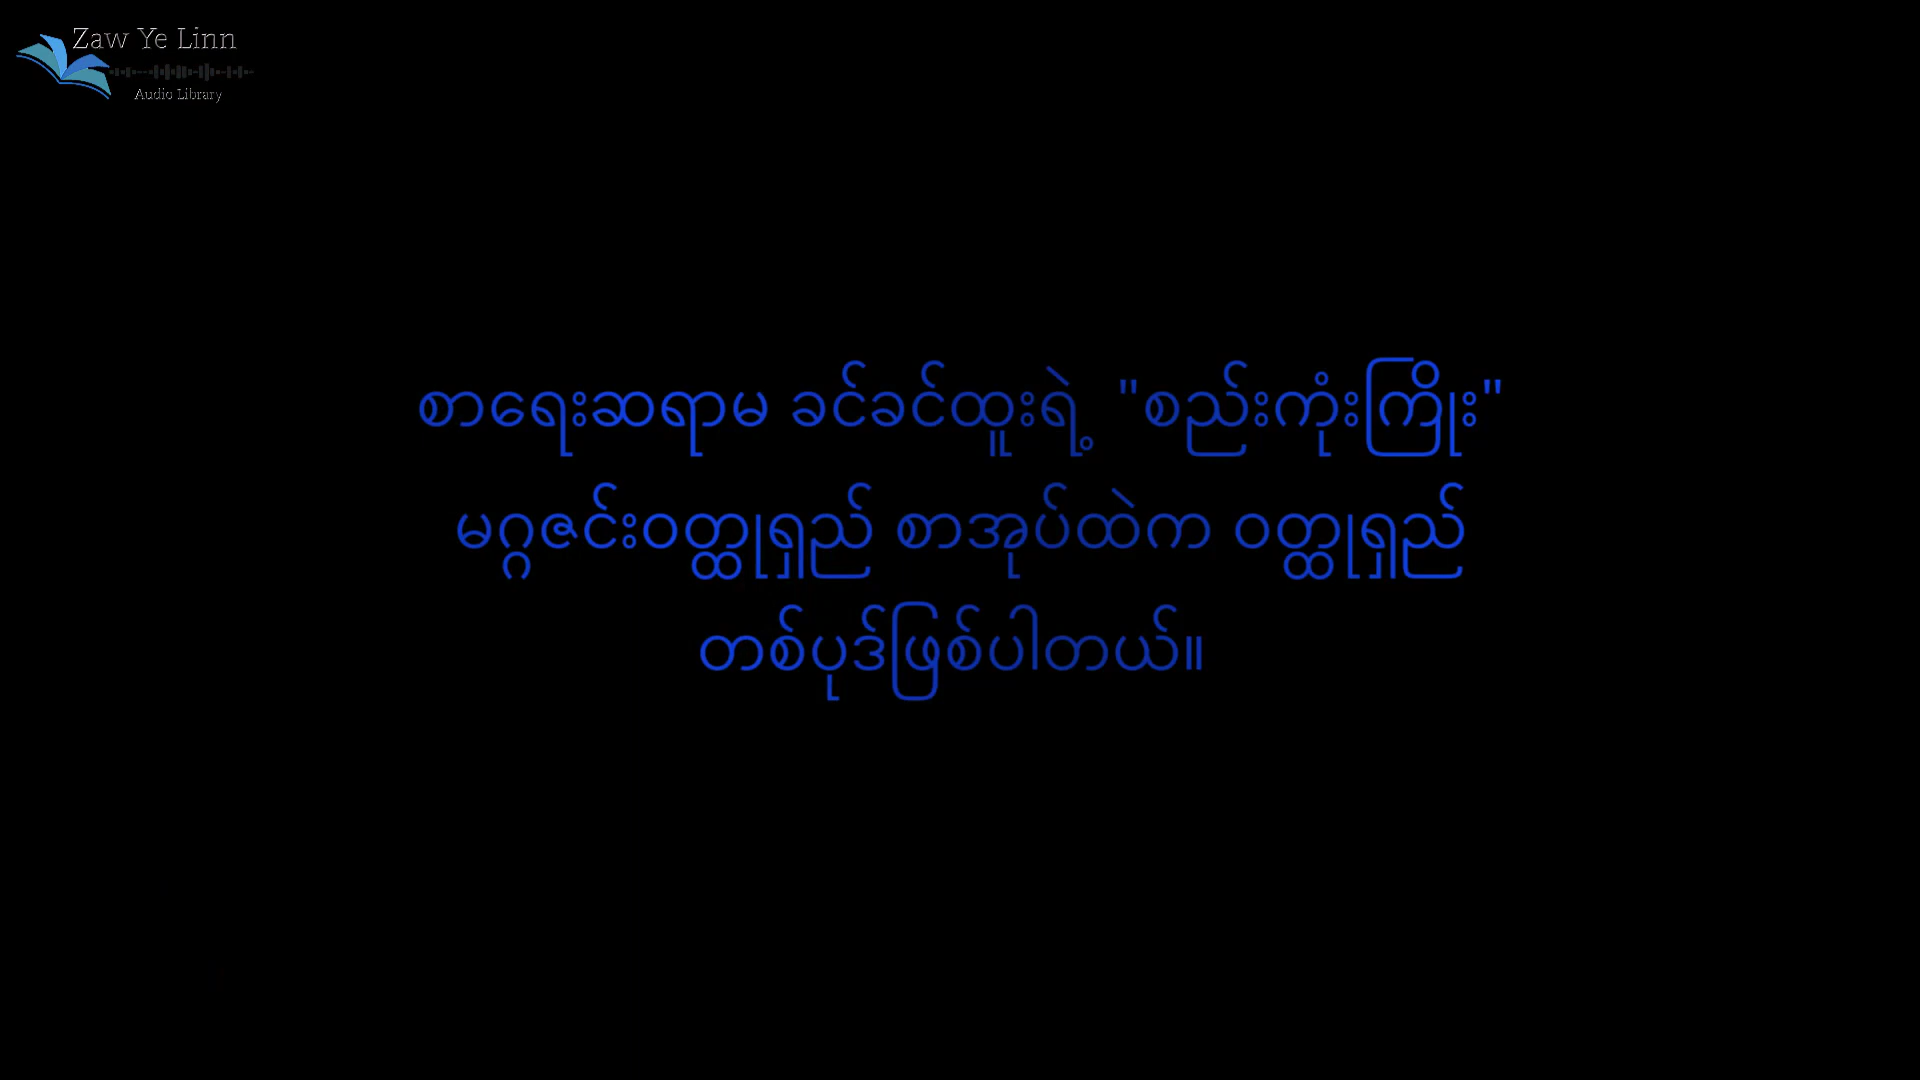 Zaw Ye Linn
Audio Library
စာရေးဆရာမ ခင်ခင်ထူးရဲ့ "စည်းကုံးကြိုး"
မဂ္ဂဇင်းဝတ္ထုရှည် စာအုပ်ထဲက ဝတ္ထုရှည်
တစ်ပုဒ်ဖြစ်ပါတယ်။